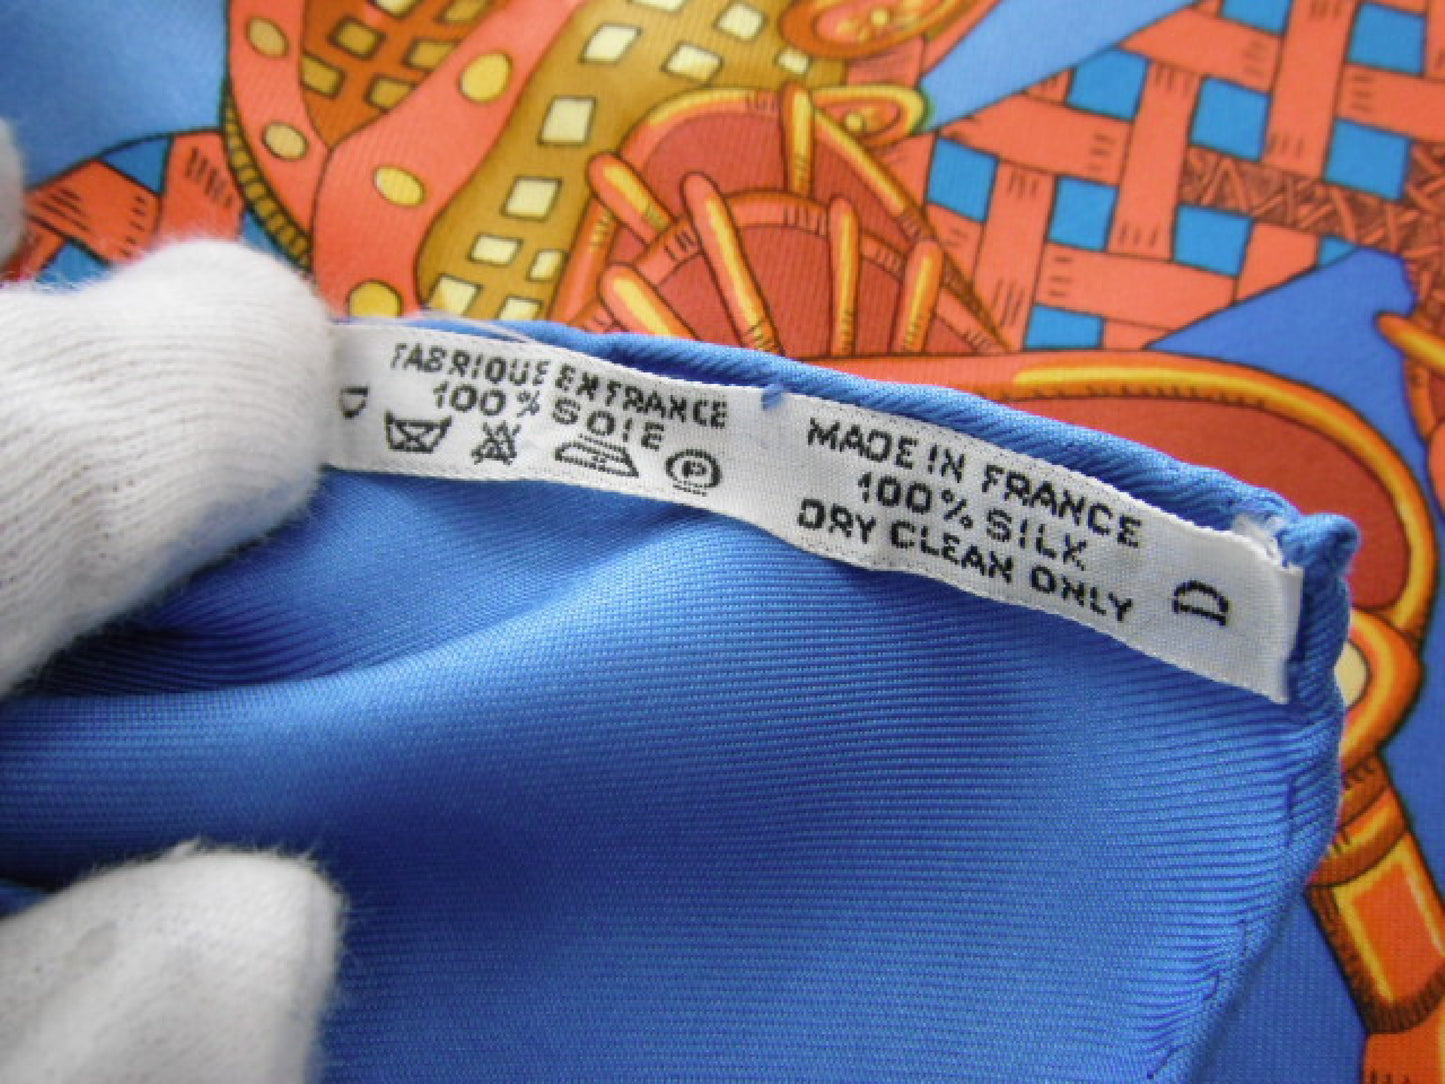 FABRIQUE EN FRANCE
100% SOIE
P
D
MADE IN FRANCE
100% SILK
DRY CLEAN ONLY
D